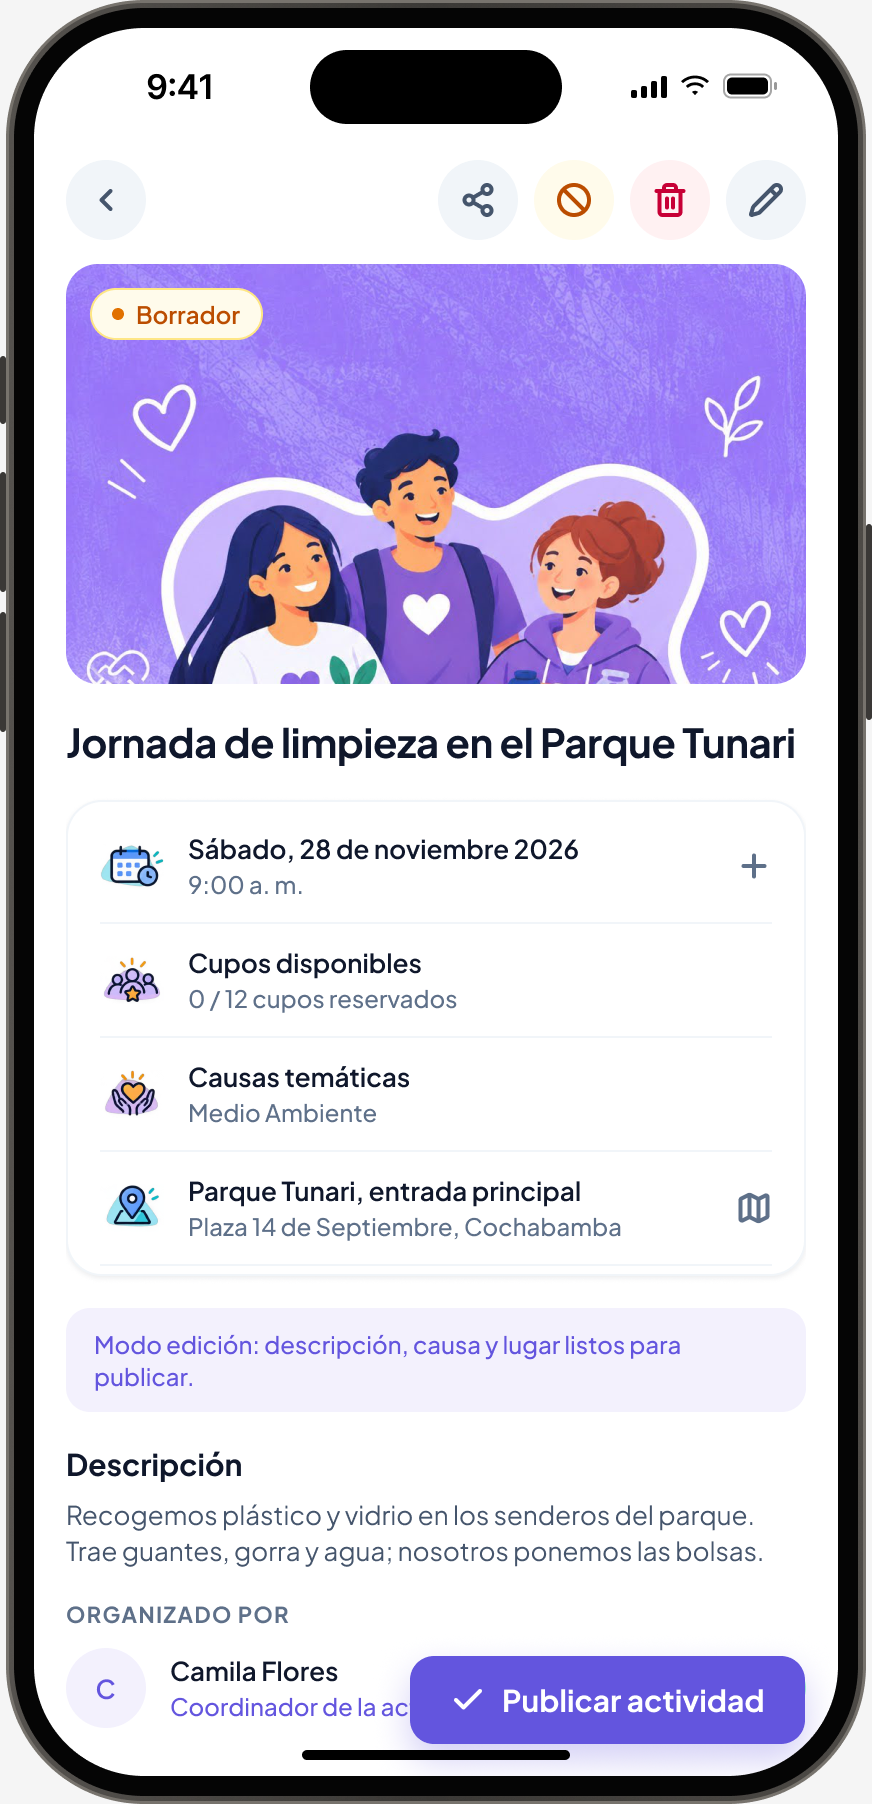 9:41
Borrador
Jornada de limpieza en el Parque Tunari
Sábado, 28 de noviembre 2026
9:00 a. m.
Cupos disponibles
0 / 12 cupos reservados
Causas temáticas
Medio Ambiente
Parque Tunari, entrada principal
Plaza 14 de Septiembre, Cochabamba
Modo edición: descripción, causa y lugar listos para
publicar.
Descripción
Recogemos plástico y vidrio en los senderos del parque.
Trae guantes, gorra y agua; nosotros ponemos las bolsas.
ORGANIZADO POR
C
Camila Flores
Coordinador de la
Publicar actividad